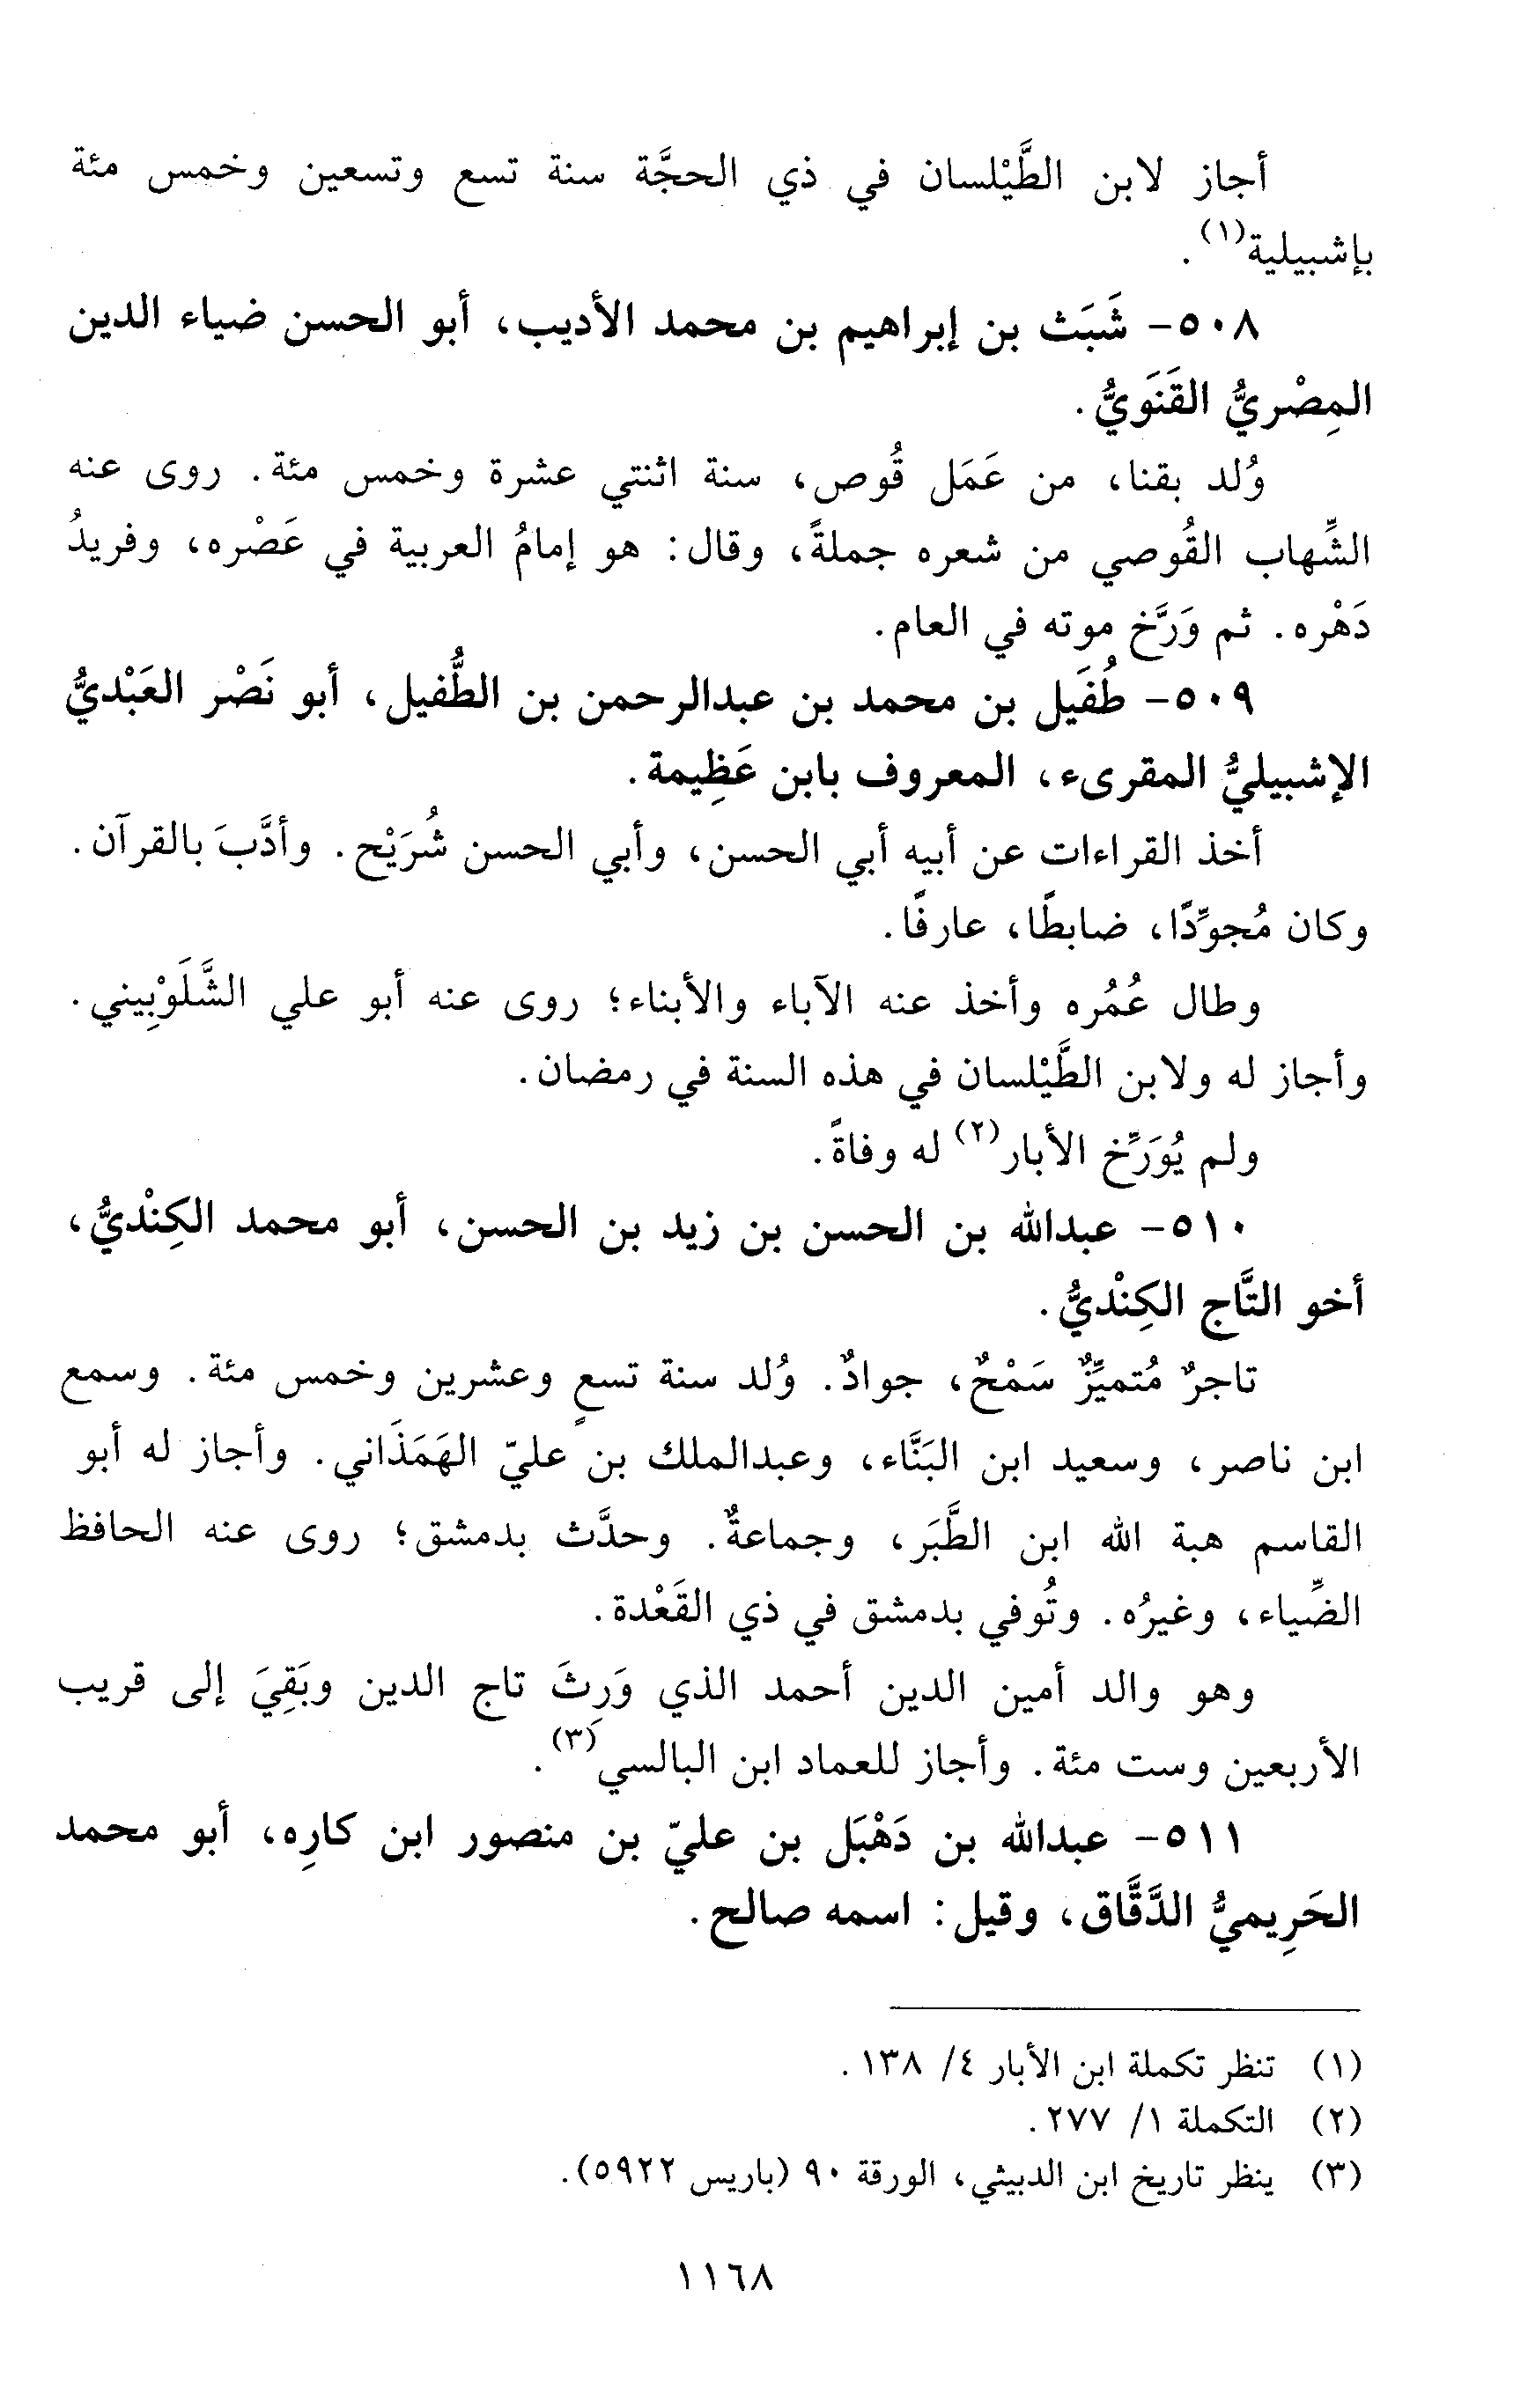 أجاز لابن الطَّيْلسان في ذي الحجَّة سنة تسع وتسعين وخمس مئة
بإشبيلية(١).
٥٠٨- شَبَث بن إبراهيم بن محمد الأديب، أبو الحسن ضياء الدين
المِصْريُّ القَنَويُّ.
وُلد بقنا، من عَمَل قُوص، سنة اثنتي عشرة وخمس مئة. روى عنه
الشِّهاب القُوصي من شعره جملةً، وقال: هو إمامُ العربية في عَصْره، وفريدُ
دَهْره. ثم وَرَّخ موته في العام.
٥٠٩- طُفَيل بن محمد بن عبدالرحمن بن الطُّفيل، أبو نَصْر العَبْديُّ
الإشبيليُّ المقرىء، المعروف بابن عَظِيمة.
أخذ القراءات عن أبيه أبي الحسن، وأبي الحسن شُرَيْح. وأدَّبَ بالقرآن.
وكان مُجوِّدًا، ضابطًا، عارفًا.
وطال عُمُره وأخذ عنه الآباء والأبناء؛ روى عنه أبو علي الشَّلَوْبِيني.
وأجاز له ولابن الطَّيْلسان في هذه السنة في رمضان.
ولم يُوَرِّخ الأبار(٢) له وفاةً.
٥١٠- عبدالله بن الحسن بن زيد بن الحسن، أبو محمد الكِنْديُّ،
أخو التَّاج الكِنْديُّ.
تاجرٌ مُتميِّزٌ سَمْحٌ، جوادٌ. وُلد سنة تسعٍ وعشرين وخمس مئة. وسمع
ابن ناصر، وسعيد ابن البَنَّاء، وعبدالملك بن عليّ الهَمَذَاني. وأجاز له أبو
القاسم هبة الله ابن الطَّبَر، وجماعةٌ. وحدَّث بدمشق؛ روى عنه الحافظ
الضِّياء، وغيرُه. وتُوفي بدمشق في ذي القَعْدة.
وهو والد أمين الدين أحمد الذي وَرِثَ تاج الدين وبَقِيَ إلى قريب
الأربعين وست مئة. وأجاز للعماد ابن البالسي(٣).
٥١١- عبدالله بن دَهْبَل بن عليّ بن منصور ابن كارِه، أبو محمد
الحَرِيميُّ الدَّقَّاق، وقيل: اسمه صالح.
(١) تنظر تكملة ابن الأبار ٤/ ١٣٨.
(٢) التكملة ١/ ٢٧٧.
(٣) ينظر تاريخ ابن الدبيثي، الورقة ٩٠ (باريس ٥٩٢٢).
١١٦٨